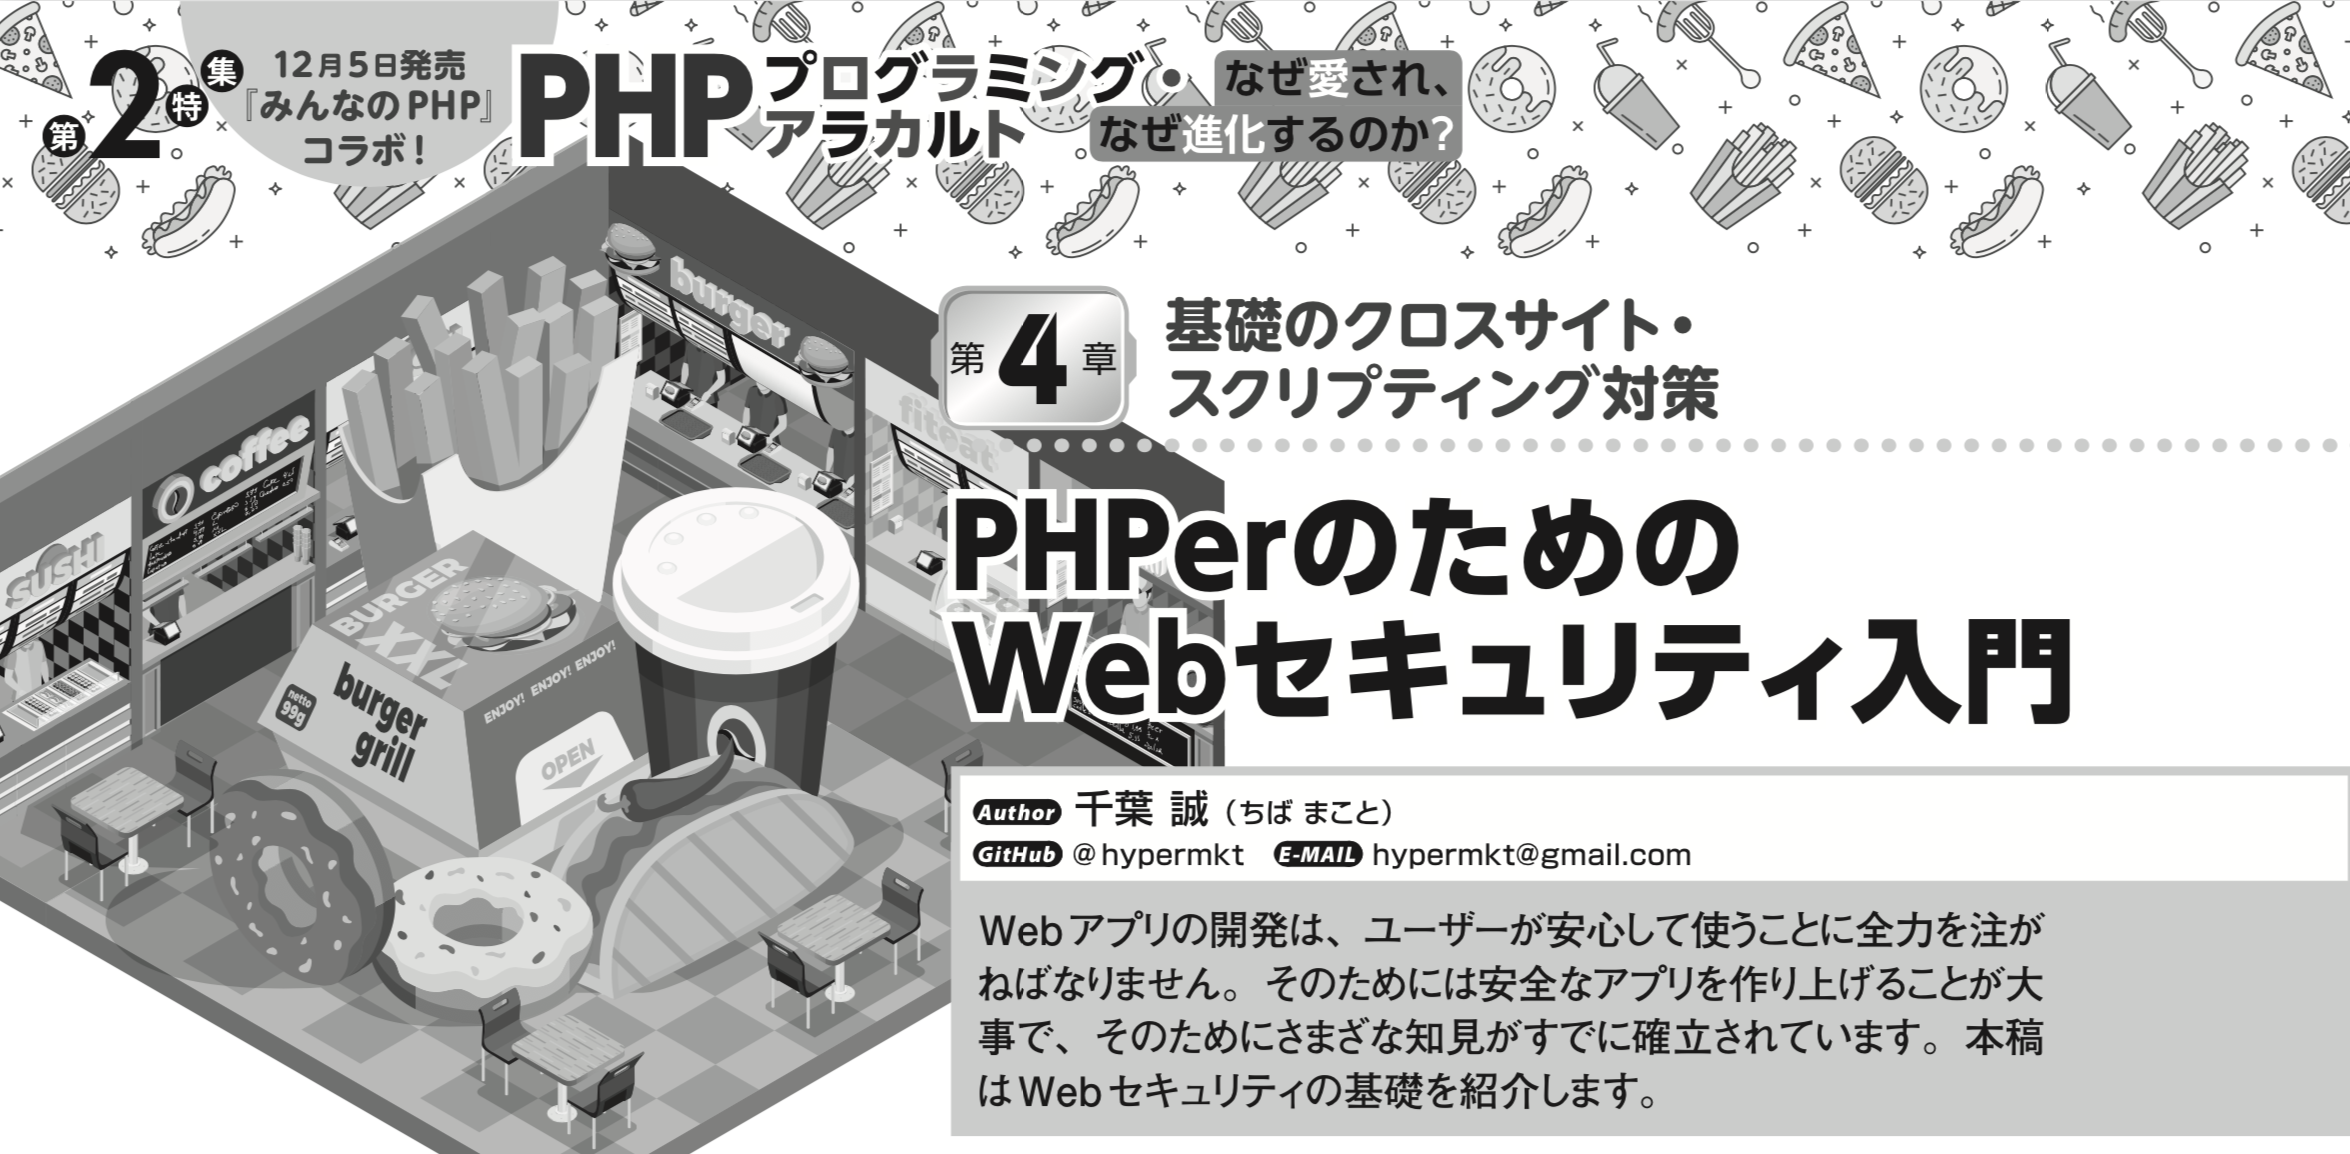 第2特集
12月5日発売
『みんなのPHP』
コラボ!
PHPプログラミング・
アラカルト
なぜ愛され、
なぜ進化するのか?
第4章
基礎のクロスサイト・
スクリプティング対策
PHPerのための
Webセキュリティ入門
Author 千葉 誠（ちば まこと）
GitHub @hypermkt E-MAIL hypermkt@gmail.com
Webアプリの開発は、ユーザーが安心して使うことに全力を注が
ねばなりません。そのためには安全なアプリを作り上げることが大
事で、そのためにさまざな知見がすでに確立されています。本稿
はWebセキュリティの基礎を紹介します。
burger
fiteat
coffee
SUSHI
BURGER
XXL
burger
grill
netto
99g
ENJOY! ENJOY! ENJOY!
OPEN